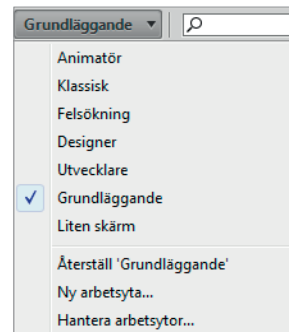 Grundläggande
Animatör
Klassisk
Felsökning
Designer
Utvecklare
Grundläggande
Liten skärm
Återställ 'Grundläggande'
Ny arbetsyta...
Hantera arbetsytor...